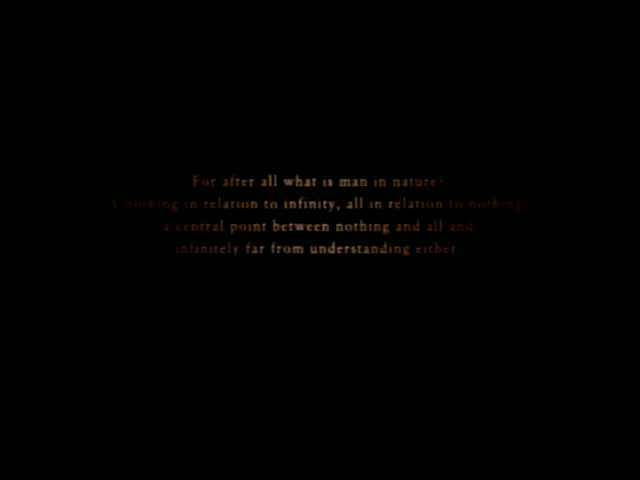 For after all what is man in nature?
A nothing in relation to infinity, all in relation to nothing,
a central point between nothing and all and
infinitely far from understanding either